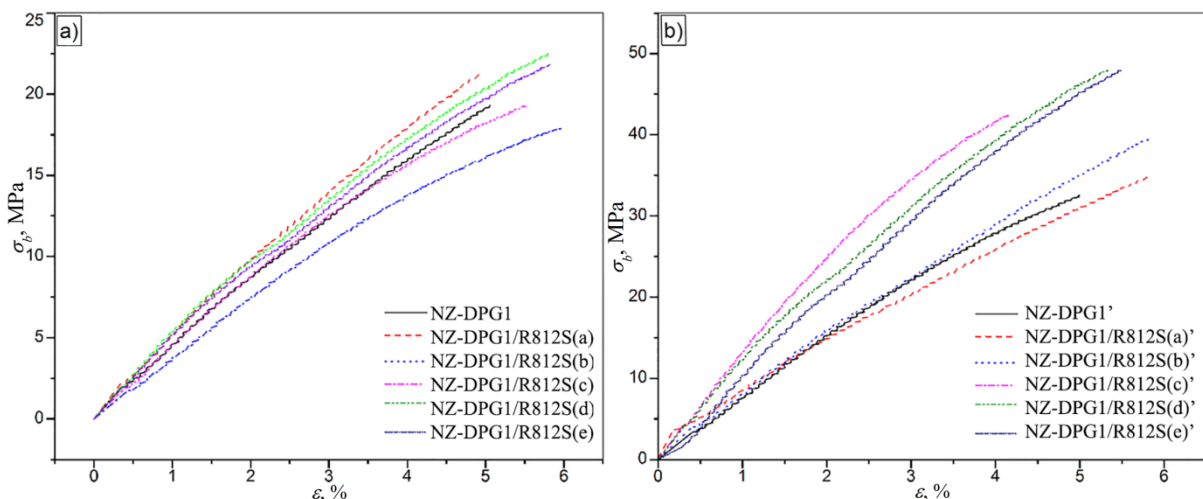 a)
25
20
15
10
5
0
σb, MPa
0 1 2 3 4 5 6
ε, %
NZ-DPG1
NZ-DPG1/R812S(a)
NZ-DPG1/R812S(b)
NZ-DPG1/R812S(c)
NZ-DPG1/R812S(d)
NZ-DPG1/R812S(e)
b)
50
40
30
20
10
0
σb, MPa
0 1 2 3 4 5 6
ε, %
NZ-DPG1’
NZ-DPG1/R812S(a)’
NZ-DPG1/R812S(b)’
NZ-DPG1/R812S(c)’
NZ-DPG1/R812S(d)’
NZ-DPG1/R812S(e)’